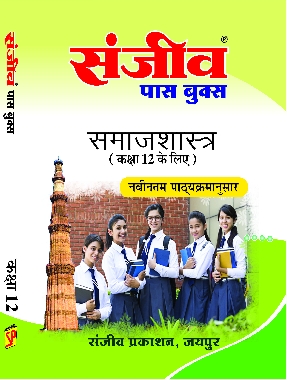 संजीव®
पास बुक्स
समाजशास्त्र
( कक्षा 12 के लिए )
नवीनतम पाठ्यक्रमानुसार
संजीव प्रकाशन, जयपुर
संजीव पास बुक्स
कक्षा 12